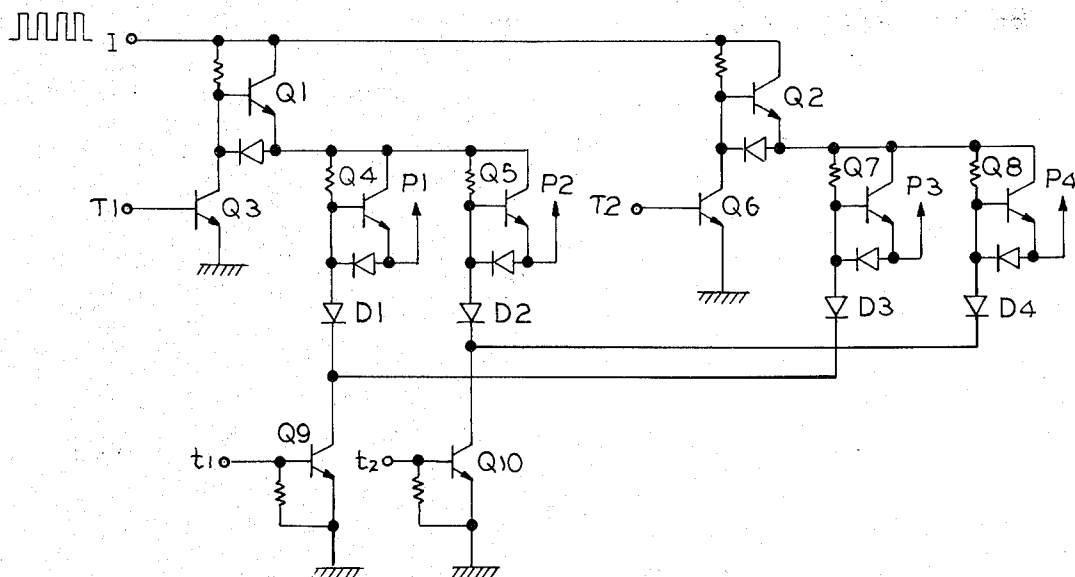 I
Q1
Q2
Q4 P1 Q5 P2
Q7 P3 Q8 P4
T1 Q3
T2 Q6
D1 D2
D3 D4
Q9
t1
t2 Q10